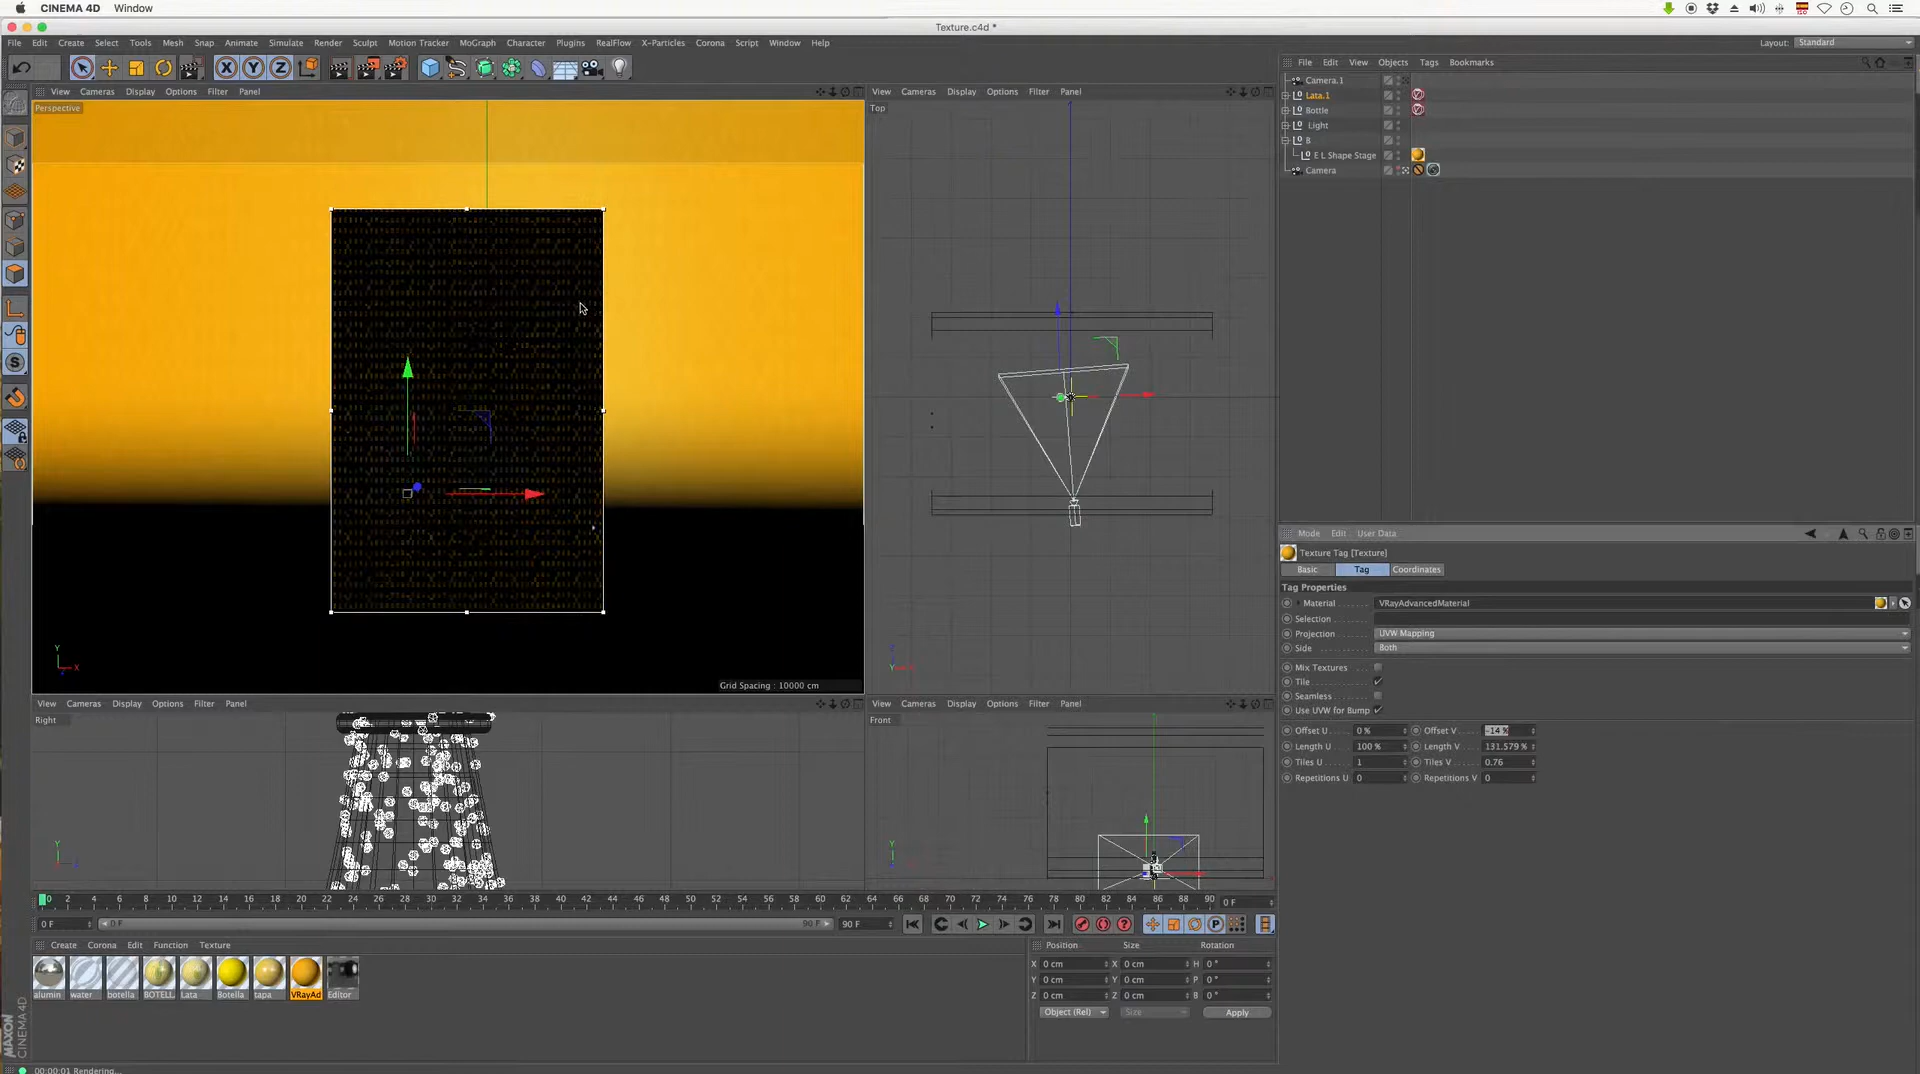 CINEMA 4D Window
Texture.c4d *
File Edit Create Select Tools Mesh Snap Animate Simulate Render Sculpt Motion Tracker MoGraph Character Plugins RealFlow X-Particles Corona Script Window Help
Layout: Standard
File Edit View Objects Tags Bookmarks
View Cameras Display Options Filter Panel
View Cameras Display Options Filter Panel
Perspective
Top
Camera.1
Lata.1
Bottle
Light
B
E L Shape Stage
Camera
Mode Edit User Data
Texture Tag [Texture]
Basic Tag Coordinates
Tag Properties
Material VRayAdvancedMaterial
Selection
Projection UVW Mapping
Side Both
Mix Textures
Tile
Seamless
Use UVW for Bump
Offset U 0 % Offset V -14 %
Length U 100 % Length V 131.579 %
Tiles U 1 Tiles V 0.76
Repetitions U 0 Repetitions V 0
Y
X
Grid Spacing : 10000 cm
View Cameras Display Options Filter Panel
View Cameras Display Options Filter Panel
Right
Front
0 2 4 6 8 10 12 14 16 18 20 22 24 26 28 30 32 34 36 38 40 42 44 46 48 50 52 54 56 58 60 62 64 66 68 70 72 74 76 78 80 82 84 86 88 90 0 F
0 F 0 F 90 F 90 F
Create Corona Edit Function Texture
Position Size Rotation
X 0 cm X 0 cm H 0 °
Y 0 cm Y 0 cm P 0 °
Z 0 cm Z 0 cm B 0 °
Object (Rel) Size Apply
alumin water botella BOTELL Lata Botella tapa VRayAd Editor
MAXON
CINEMA 4D
00:00:01 Rendering...